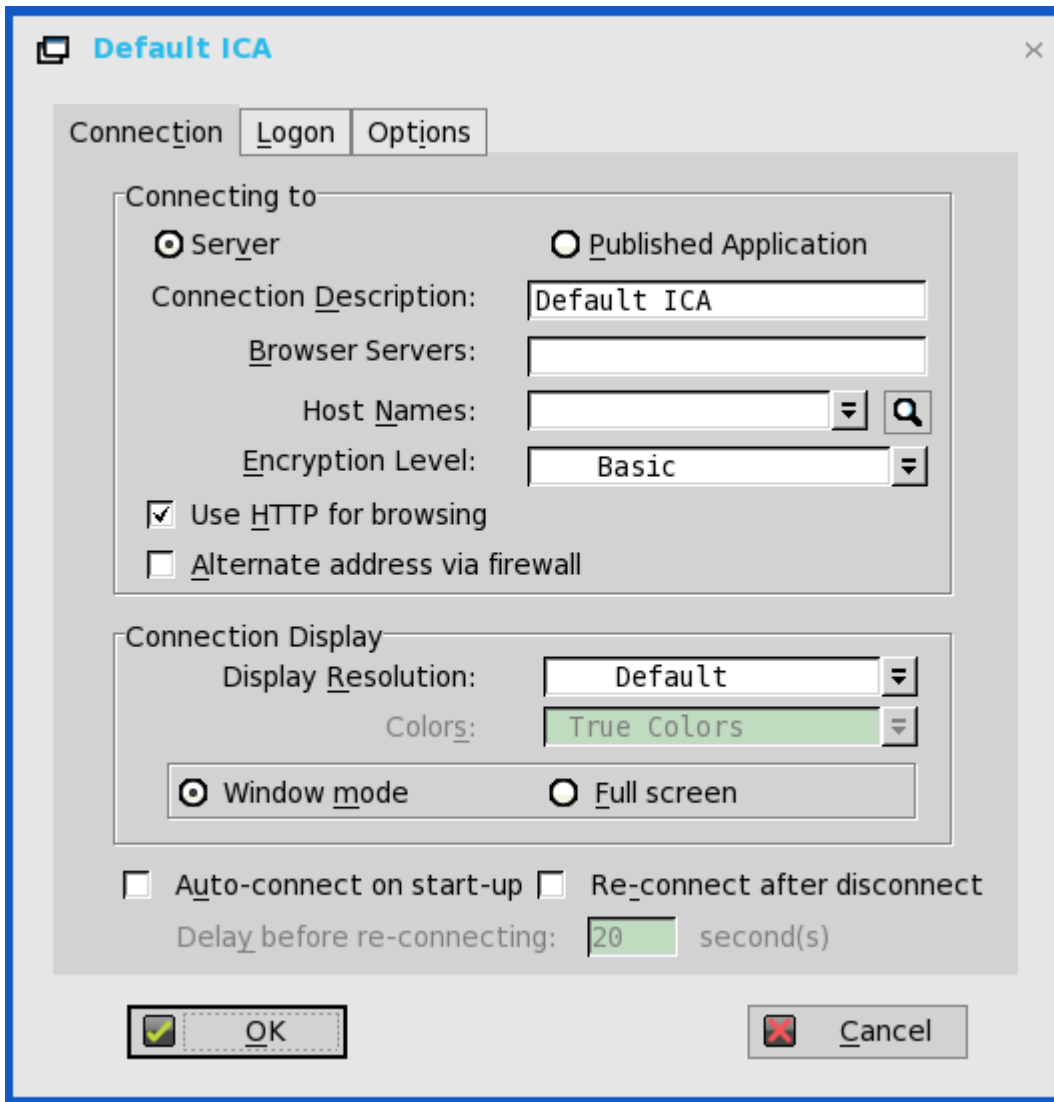 Default ICA
Connection Logon Options
Connecting to
Server Published Application
Connection Description: Default ICA
Browser Servers:
Host Names:
Encryption Level: Basic
Use HTTP for browsing
Alternate address via firewall
Connection Display
Display Resolution: Default
Colors: True Colors
Window mode Full screen
Auto-connect on start-up Re-connect after disconnect
Delay before re-connecting: 20 second(s)
OK Cancel